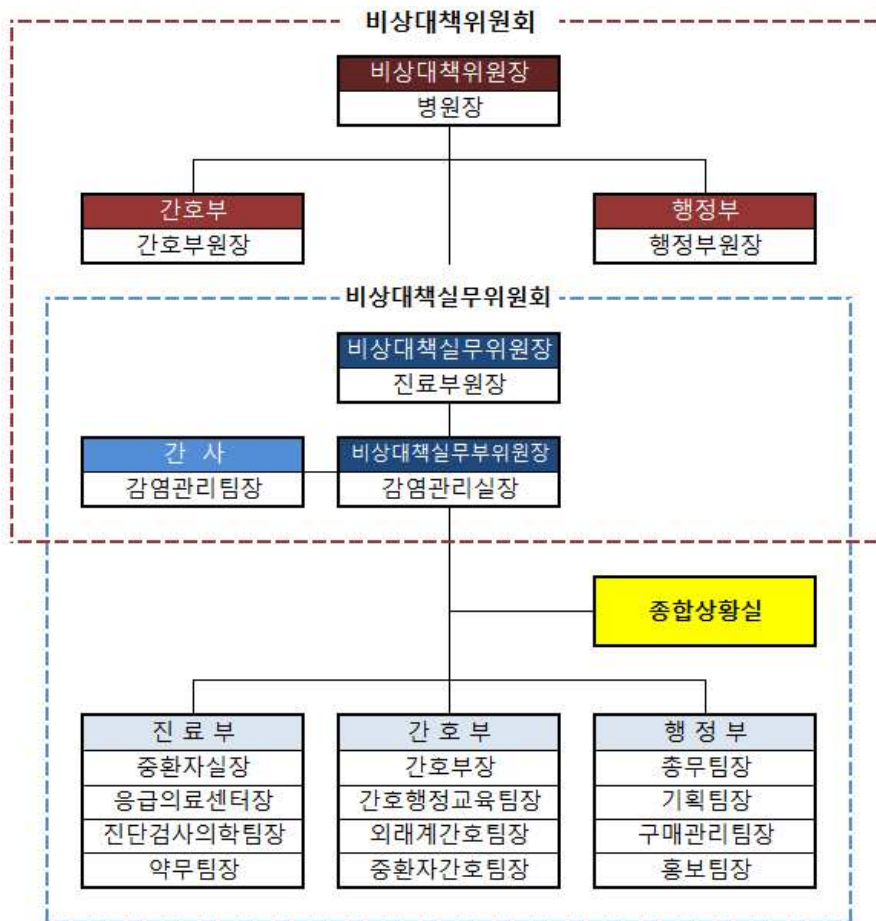 비상대책위원회
비상대책위원장
병원장
간호부
간호부원장
행정부
행정부원장
비상대책실무위원회
비상대책실무위원장
진료부원장
간 사
감염관리팀장
비상대책실무부위원장
감염관리실장
종합상황실
진 료 부
중환자실장
응급의료센터장
진단검사의학팀장
약무팀장
간 호 부
간호부장
간호행정교육팀장
외래계간호팀장
중환자간호팀장
행 정 부
총무팀장
기획팀장
구매관리팀장
홍보팀장